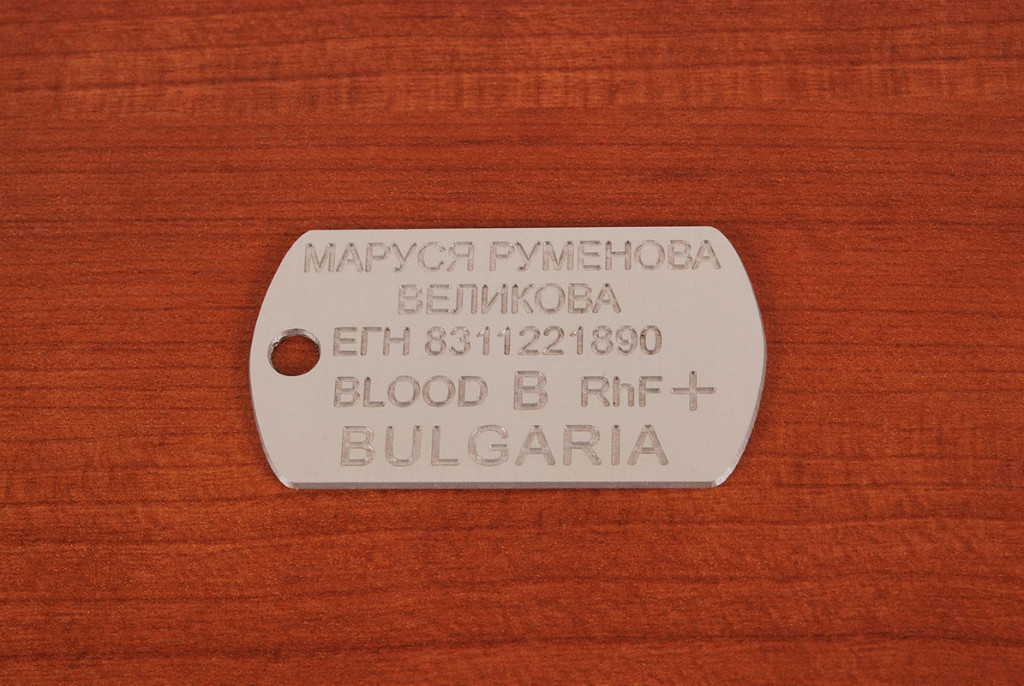 МАРУСЯ РУМЕНОВА
ВЕЛИКОВА
ЕГН 8311221890
BLOOD B RhF+
BULGARIA